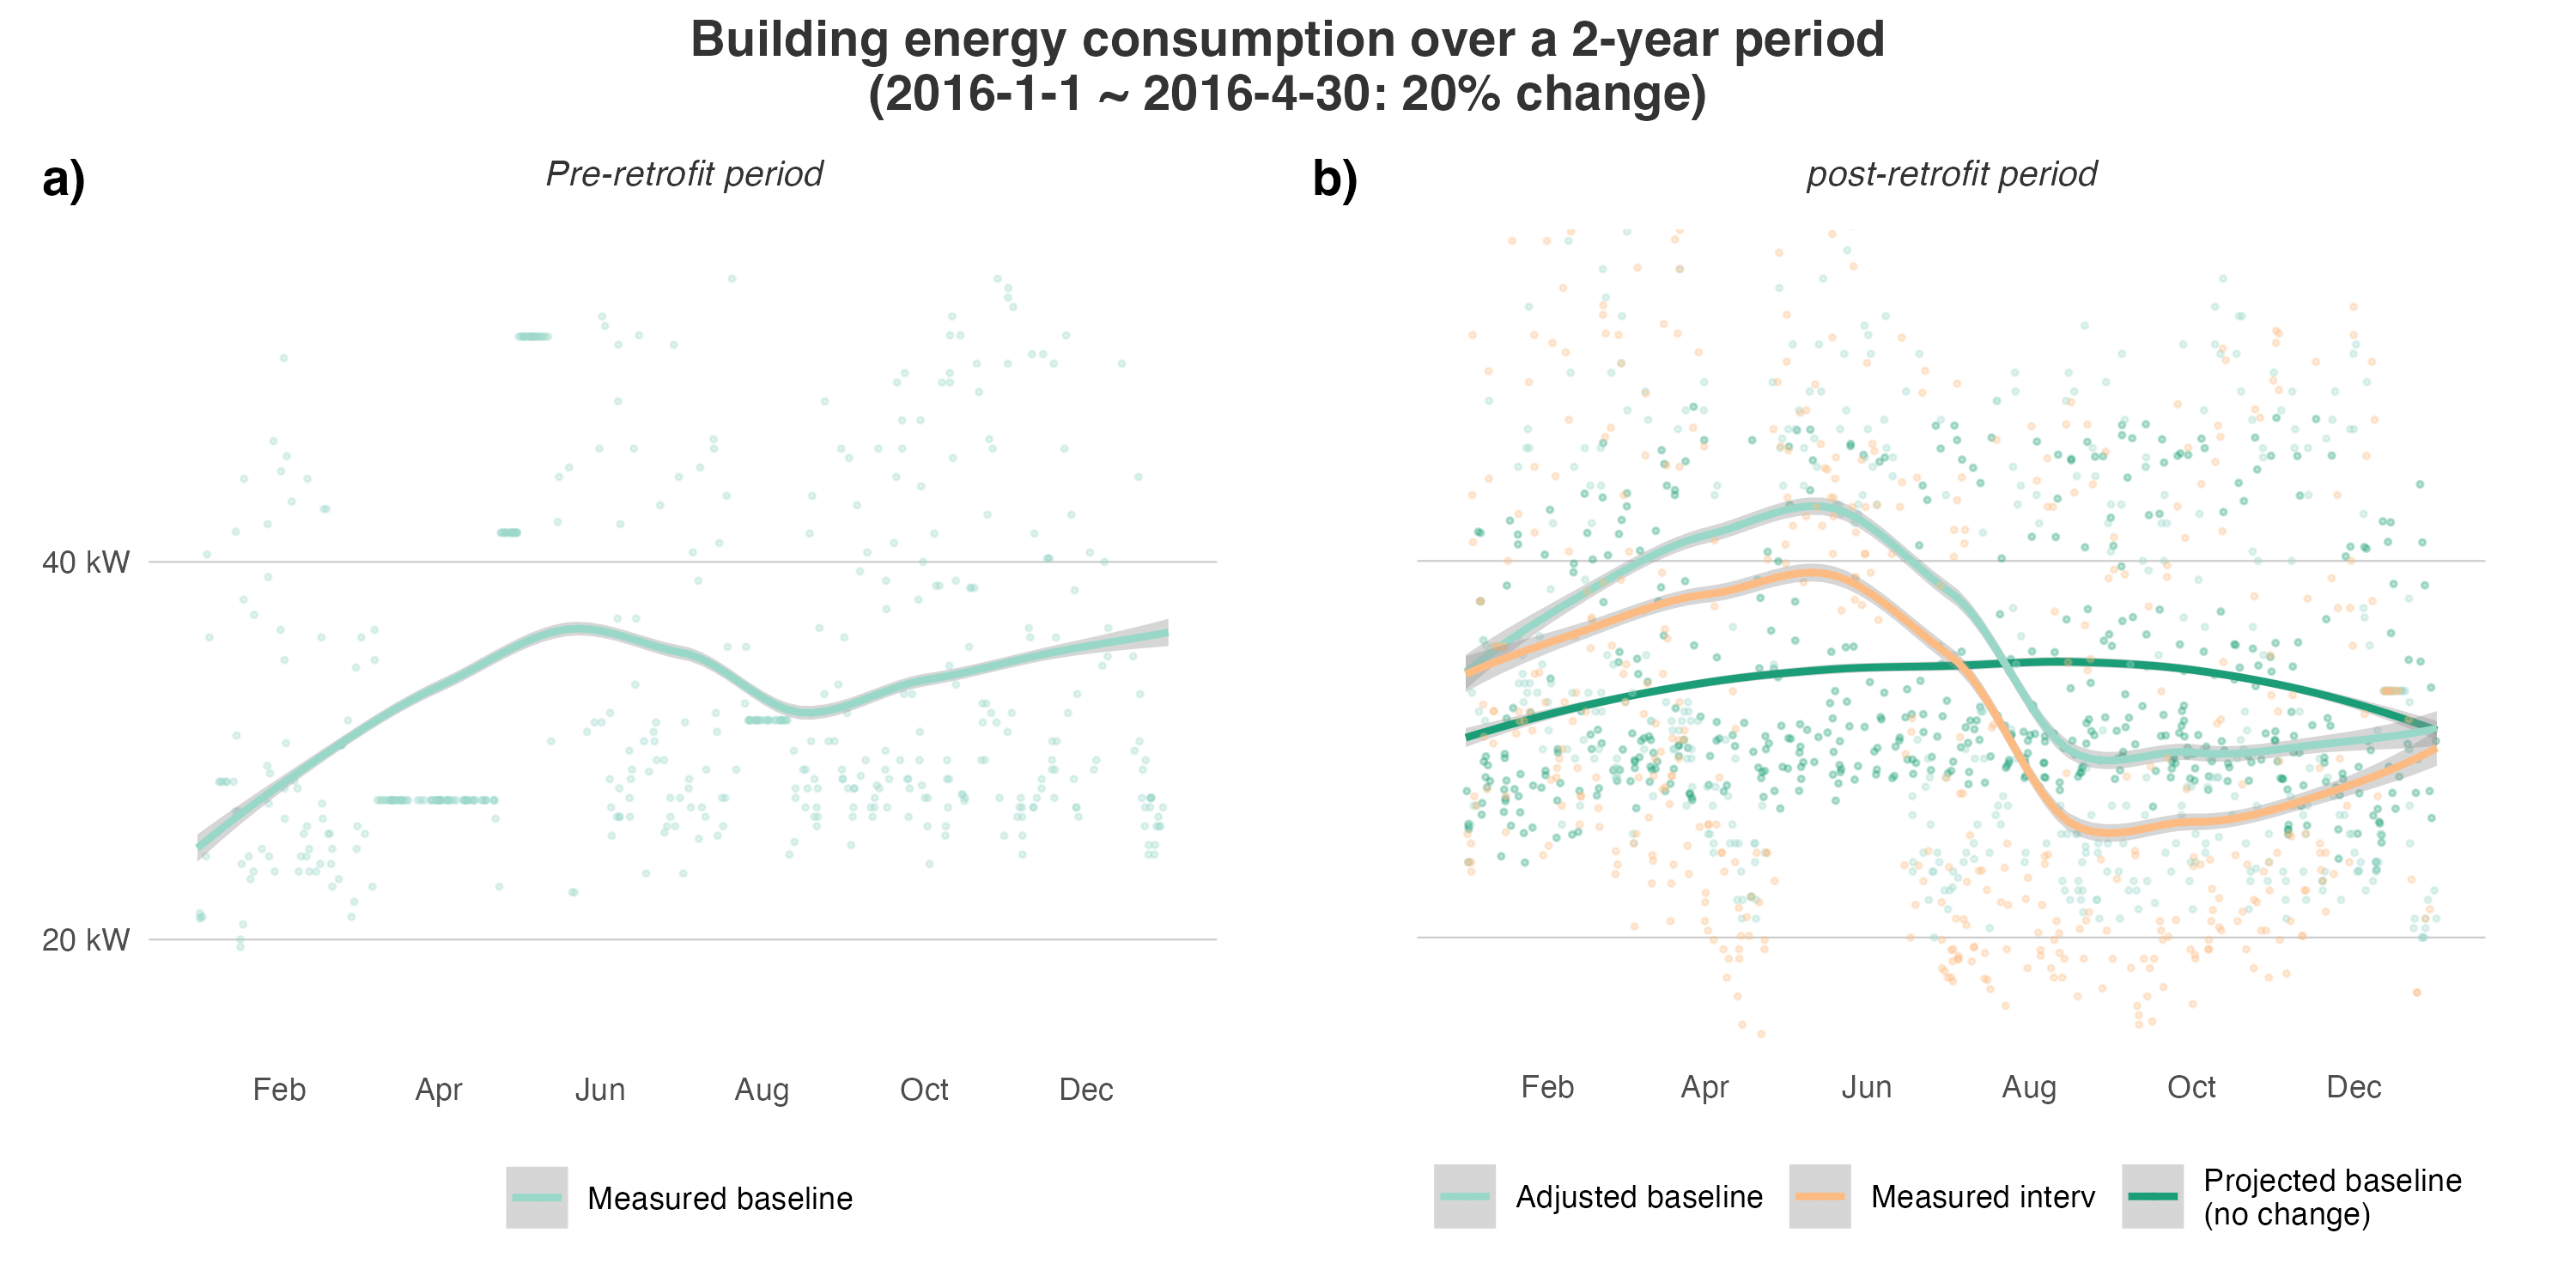 Building energy consumption over a 2-year period
(2016-1-1 ~ 2016-4-30: 20% change)
a)
Pre-retrofit period
40 kW
20 kW
Feb Apr Jun Aug Oct Dec
Measured baseline
b)
post-retrofit period
Feb Apr Jun Aug Oct Dec
Adjusted baseline
Measured interv
Projected baseline
(no change)